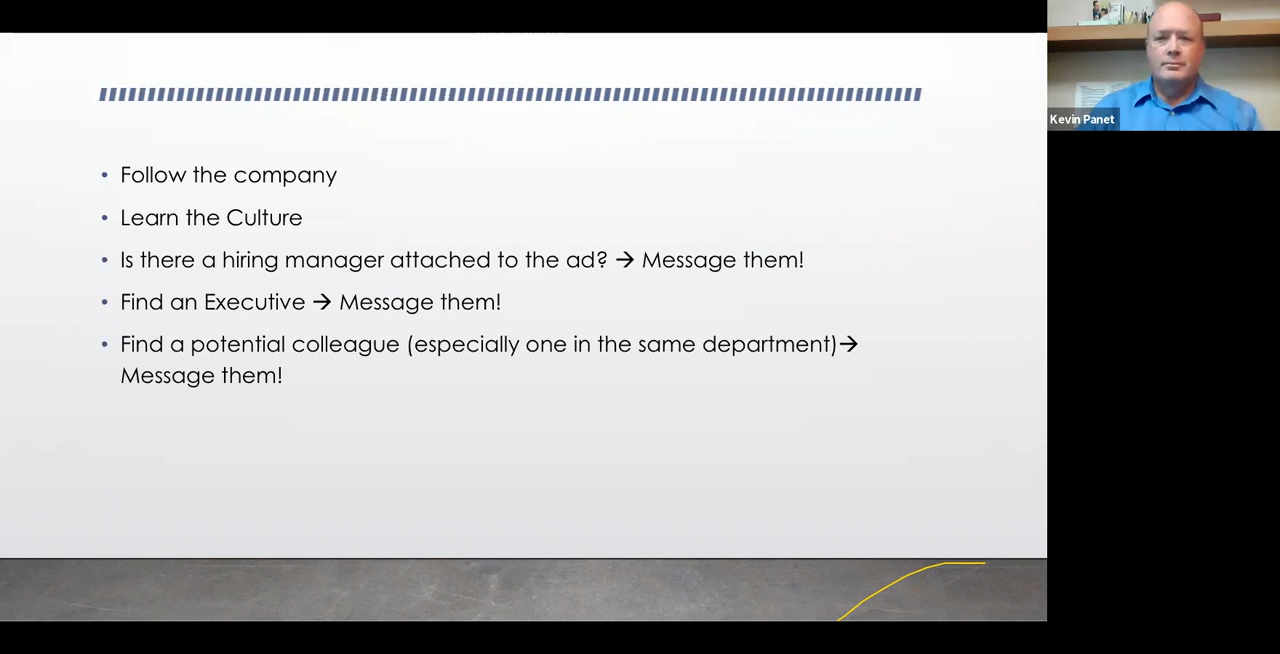 • Follow the company
• Learn the Culture
• Is there a hiring manager attached to the ad? → Message them!
• Find an Executive → Message them!
• Find a potential colleague (especially one in the same department)→
Message them!
Kevin Panet